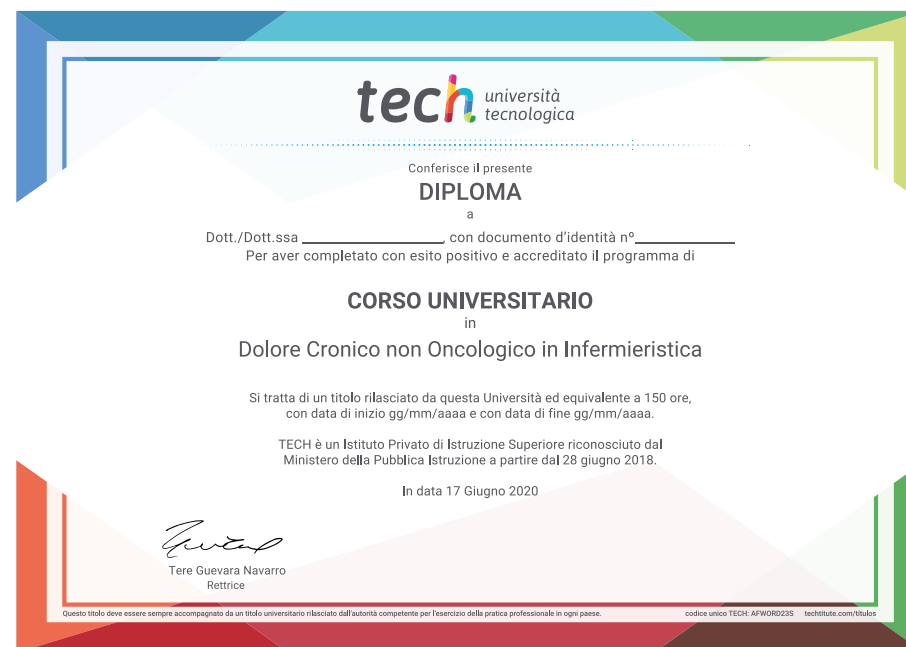 tech università
tecnologica
Conferisce il presente
DIPLOMA
a
Dott./Dott.ssa ____________________, con documento d'identità nº______________
Per aver completato con esito positivo e accreditato il programma di
CORSO UNIVERSITARIO
in
Dolore Cronico non Oncologico in Infermieristica
Si tratta di un titolo rilasciato da questa Università ed equivalente a 150 ore,
con data di inizio gg/mm/aaaa e con data di fine gg/mm/aaaa.
TECH è un Istituto Privato di Istruzione Superiore riconosciuto dal
Ministero della Pubblica Istruzione a partire dal 28 giugno 2018.
In data 17 Giugno 2020
Tere Guevara Navarro
Rettrice
Questo titolo deve essere sempre accompagnato da un titolo universitario rilasciato dall'autorità competente per l'esercizio della pratica professionale in ogni paese. codice unico TECH: AFWORD23S techtitute.com/titulos